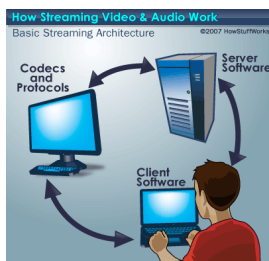 How Streaming Video & Audio Work
Basic Streaming Architecture
©2007 HowStuffWorks
Codecs
and
Protocols
Server
Software
Client
Software